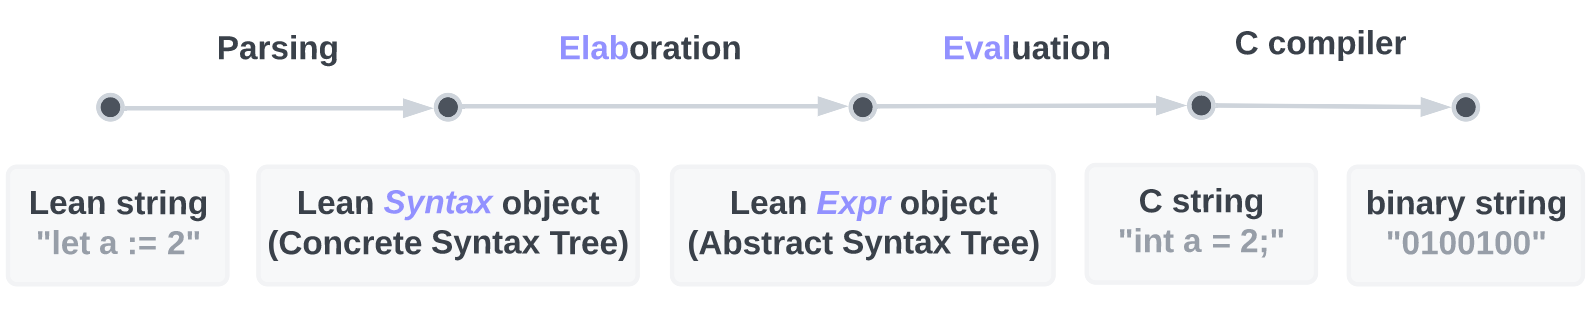 Parsing
Elaboration
Evaluation
C compiler
Lean string
"let a := 2"
Lean Syntax object
(Concrete Syntax Tree)
Lean Expr object
(Abstract Syntax Tree)
C string
"int a = 2;"
binary string
"0100100"